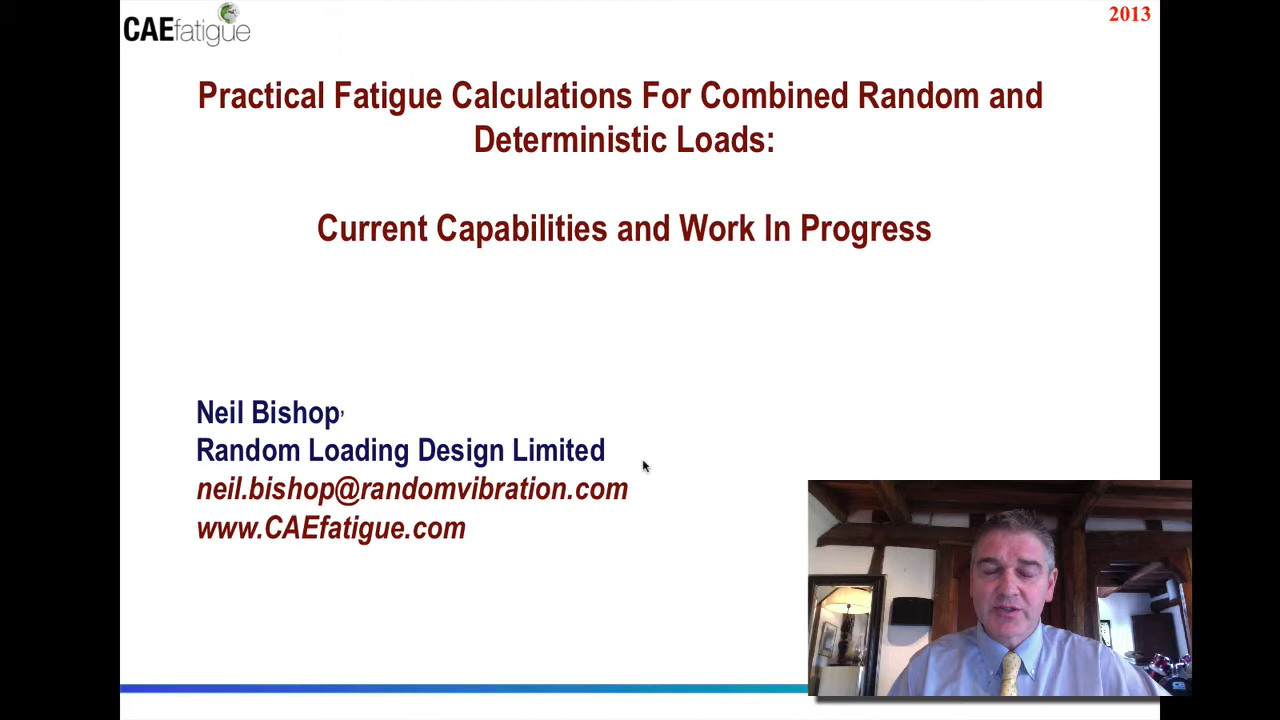 CAEfatigue
2013
Practical Fatigue Calculations For Combined Random and
Deterministic Loads:
Current Capabilities and Work In Progress
Neil Bishop,
Random Loading Design Limited
neil.bishop@randomvibration.com
www.CAEfatigue.com